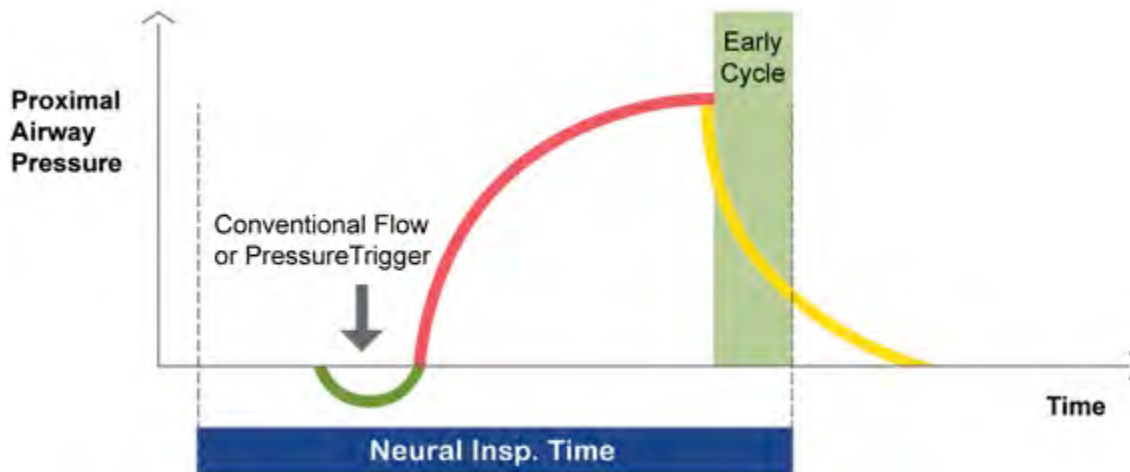 Early
Cycle
Proximal
Airway
Pressure
Conventional Flow
or PressureTrigger
Time
Neural Insp. Time